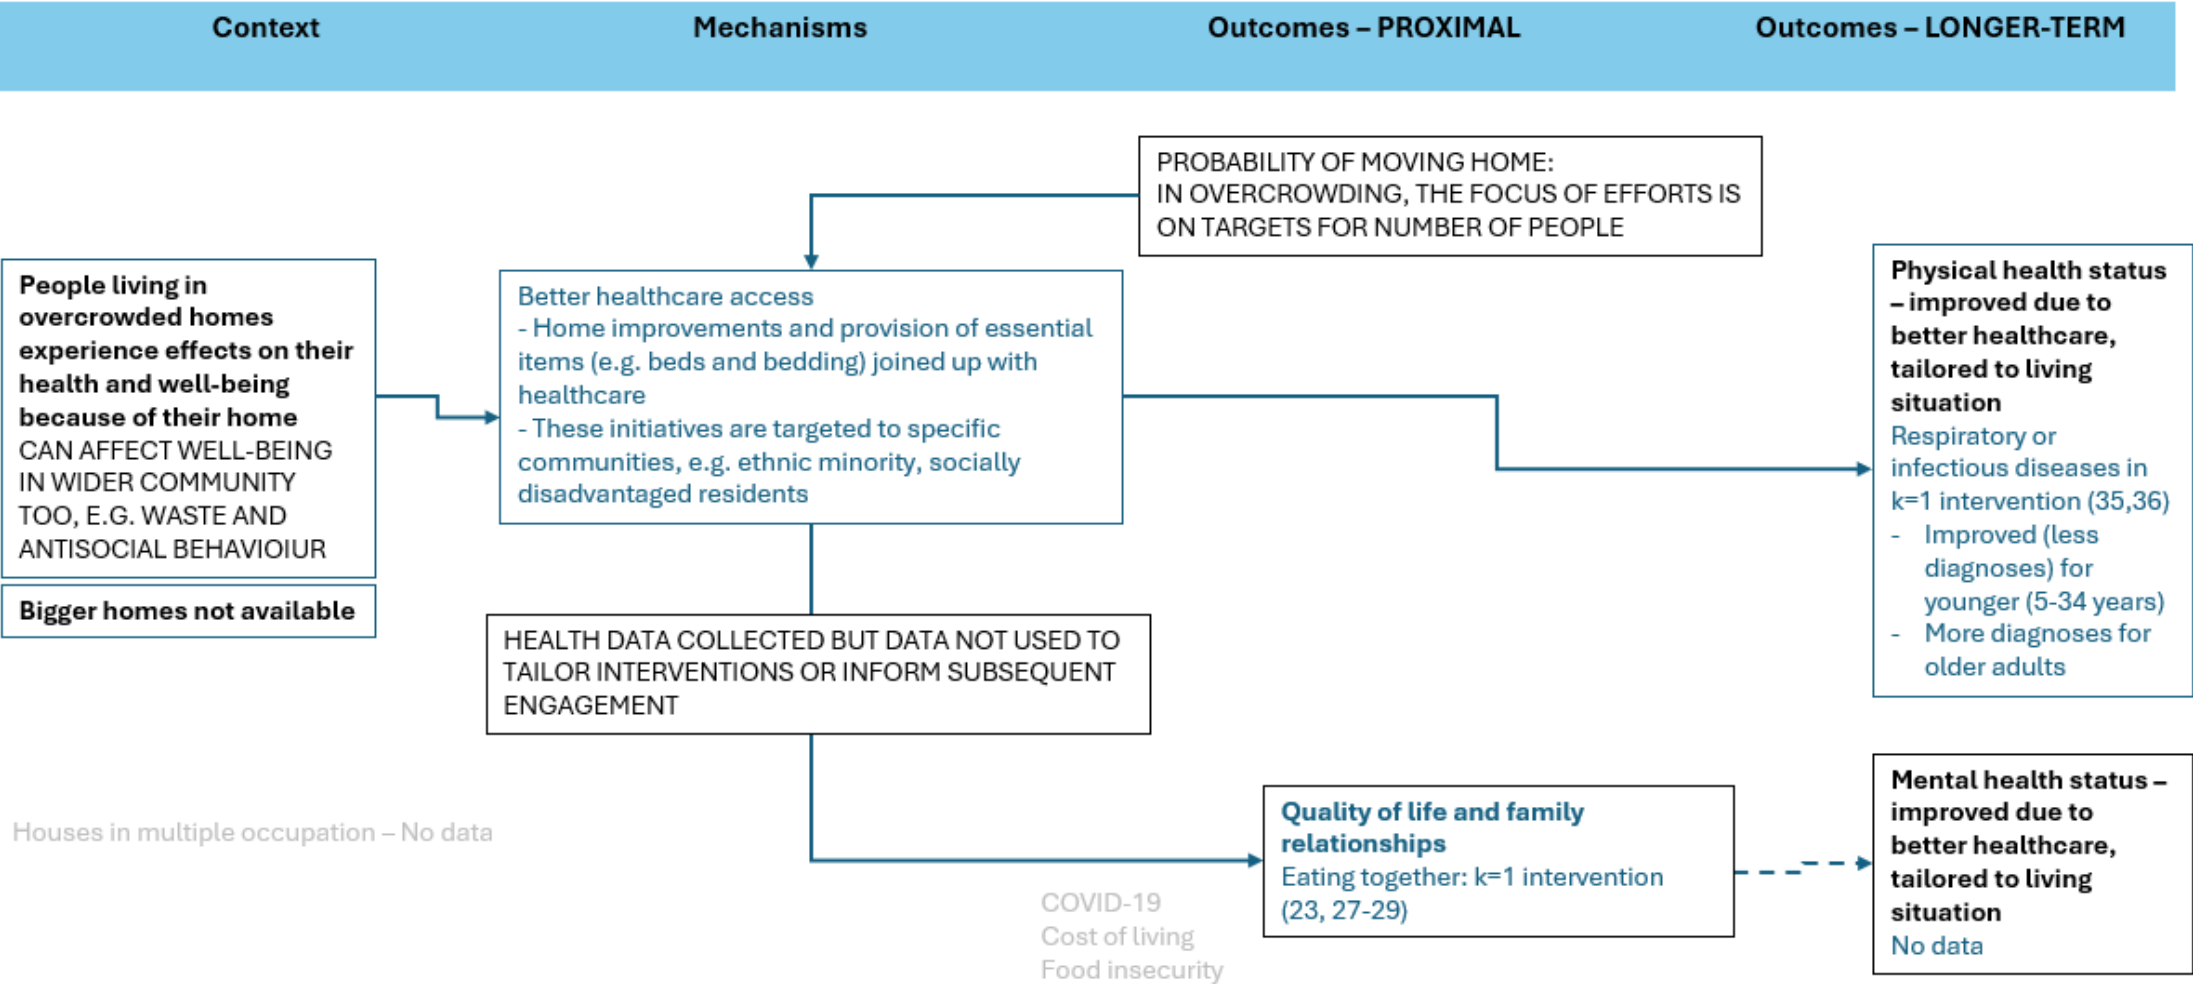 Context
Mechanisms
Outcomes – PROXIMAL
Outcomes – LONGER-TERM
PROBABILITY OF MOVING HOME:
IN OVERCROWDING, THE FOCUS OF EFFORTS IS
ON TARGETS FOR NUMBER OF PEOPLE
People living in
overcrowded homes
experience effects on their
health and well-being
because of their home
CAN AFFECT WELL-BEING
IN WIDER COMMUNITY
TOO, E.G. WASTE AND
ANTISOCIAL BEHAVIOIUR
Bigger homes not available
Better healthcare access
- Home improvements and provision of essential
items (e.g. beds and bedding) joined up with
healthcare
- These initiatives are targeted to specific
communities, e.g. ethnic minority, socially
disadvantaged residents
Physical health status
– improved due to
better healthcare,
tailored to living
situation
Respiratory or
infectious diseases in
k=1 intervention (35,36)
- Improved (less
diagnoses) for
younger (5-34 years)
- More diagnoses for
older adults
HEALTH DATA COLLECTED BUT DATA NOT USED TO
TAILOR INTERVENTIONS OR INFORM SUBSEQUENT
ENGAGEMENT
Houses in multiple occupation – No data
Quality of life and family
relationships
Eating together: k=1 intervention
(23, 27-29)
COVID-19
Cost of living
Food insecurity
Mental health status –
improved due to
better healthcare,
tailored to living
situation
No data